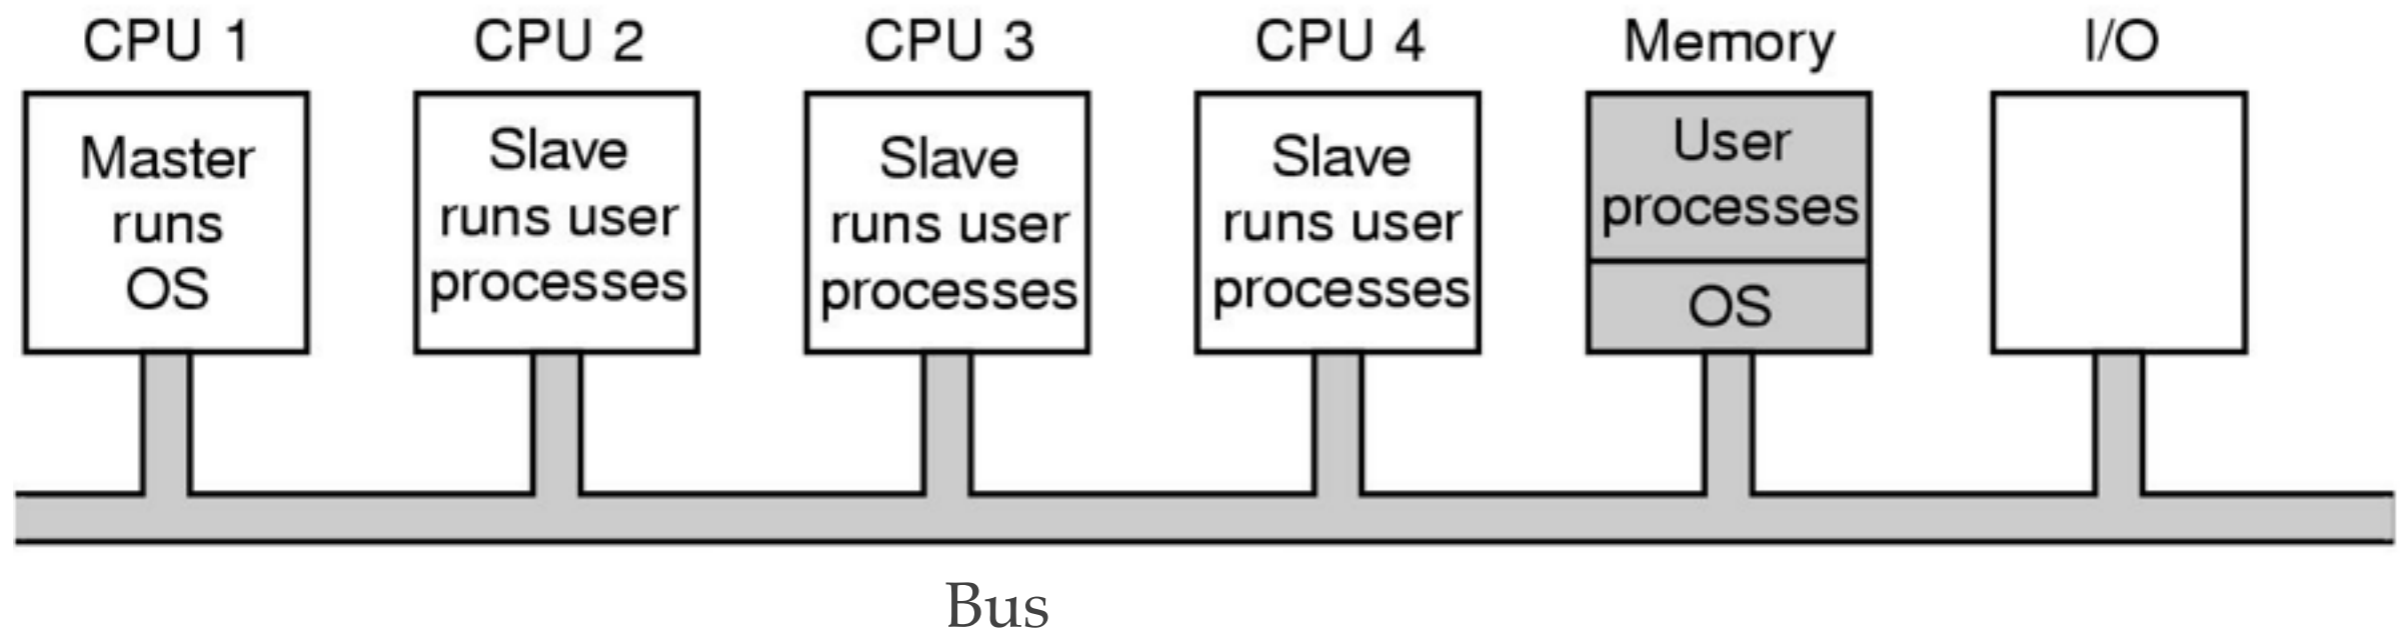 CPU 1
CPU 2
CPU 3
CPU 4
Memory
I/O
Master
runs
OS
Slave
runs user
processes
Slave
runs user
processes
Slave
runs user
processes
User
processes
OS
Bus